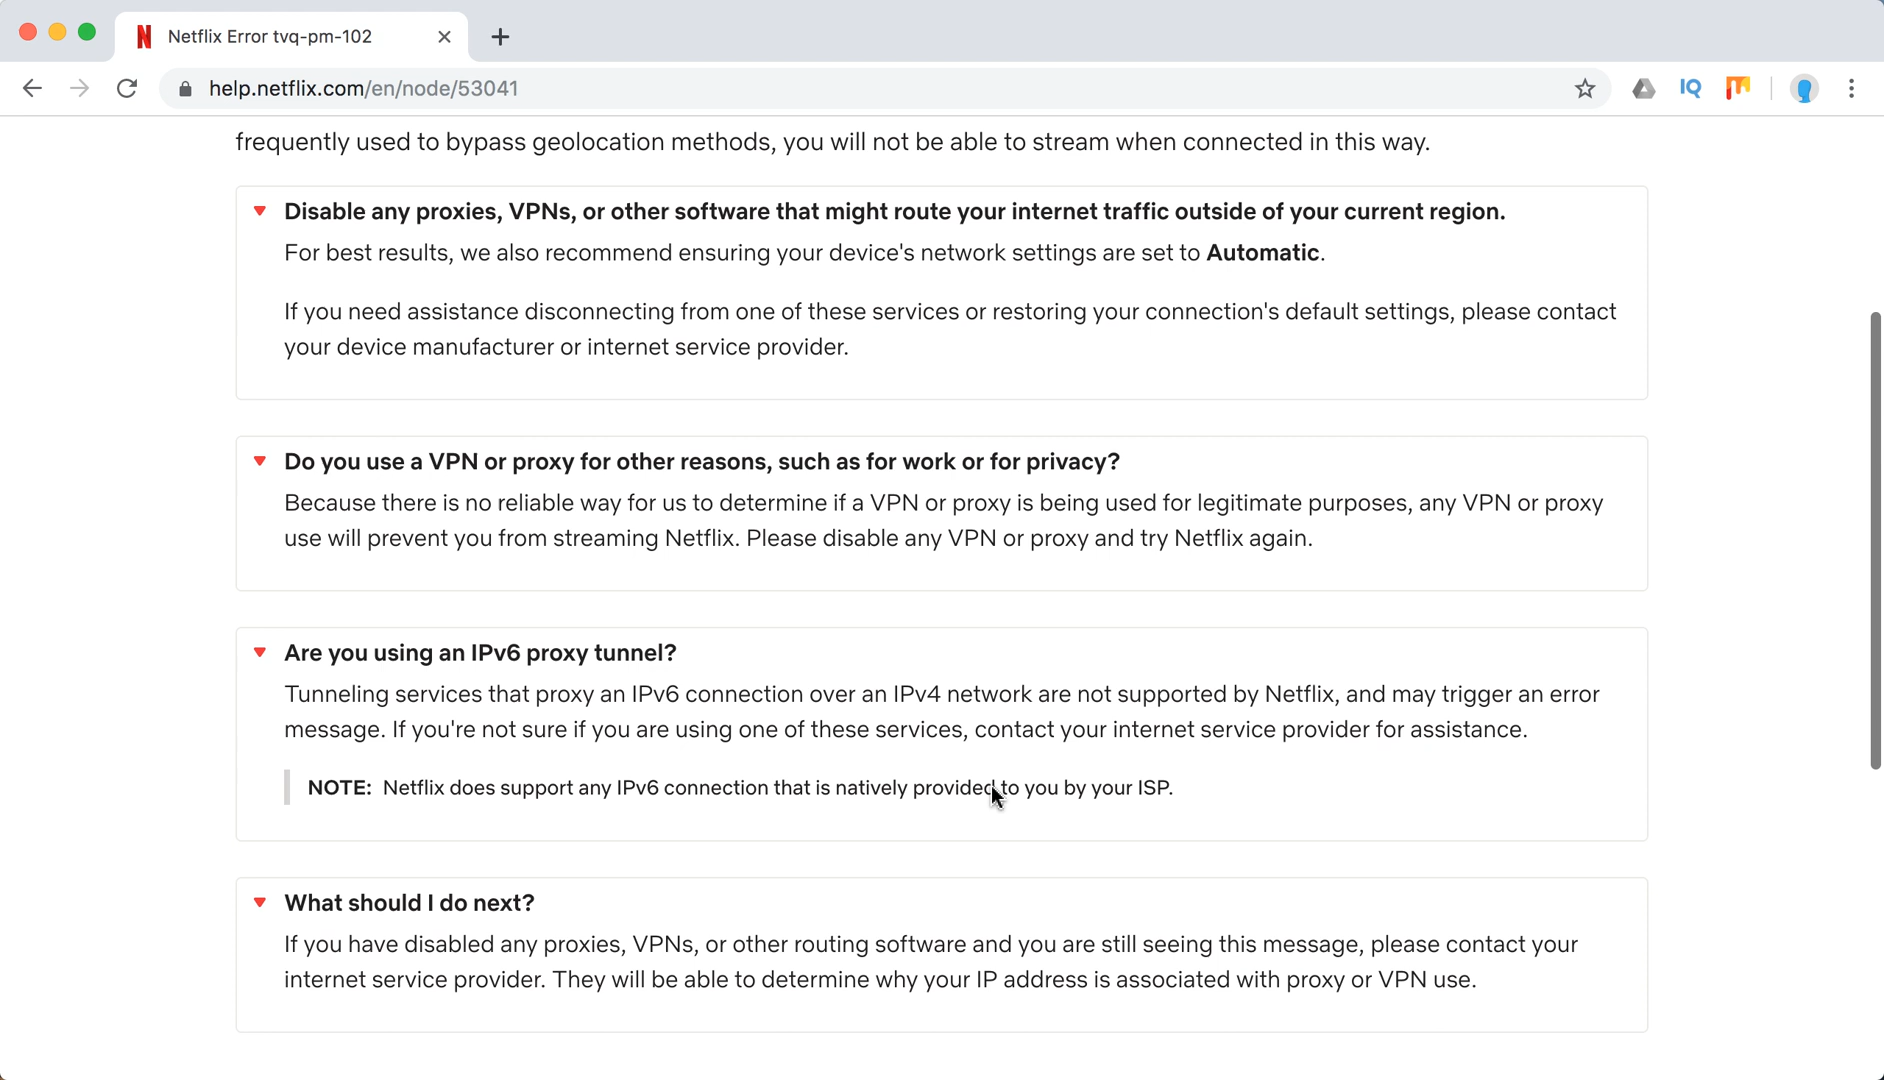 Netflix Error tvq-pm-102
help.netflix.com/en/node/53041
IQ
frequently used to bypass geolocation methods, you will not be able to stream when connected in this way.
Disable any proxies, VPNs, or other software that might route your internet traffic outside of your current region.
For best results, we also recommend ensuring your device's network settings are set to Automatic.
If you need assistance disconnecting from one of these services or restoring your connection's default settings, please contact
your device manufacturer or internet service provider.
Do you use a VPN or proxy for other reasons, such as for work or for privacy?
Because there is no reliable way for us to determine if a VPN or proxy is being used for legitimate purposes, any VPN or proxy
use will prevent you from streaming Netflix. Please disable any VPN or proxy and try Netflix again.
Are you using an IPv6 proxy tunnel?
Tunneling services that proxy an IPv6 connection over an IPv4 network are not supported by Netflix, and may trigger an error
message. If you're not sure if you are using one of these services, contact your internet service provider for assistance.
NOTE: Netflix does support any IPv6 connection that is natively provided to you by your ISP.
What should I do next?
If you have disabled any proxies, VPNs, or other routing software and you are still seeing this message, please contact your
internet service provider. They will be able to determine why your IP address is associated with proxy or VPN use.